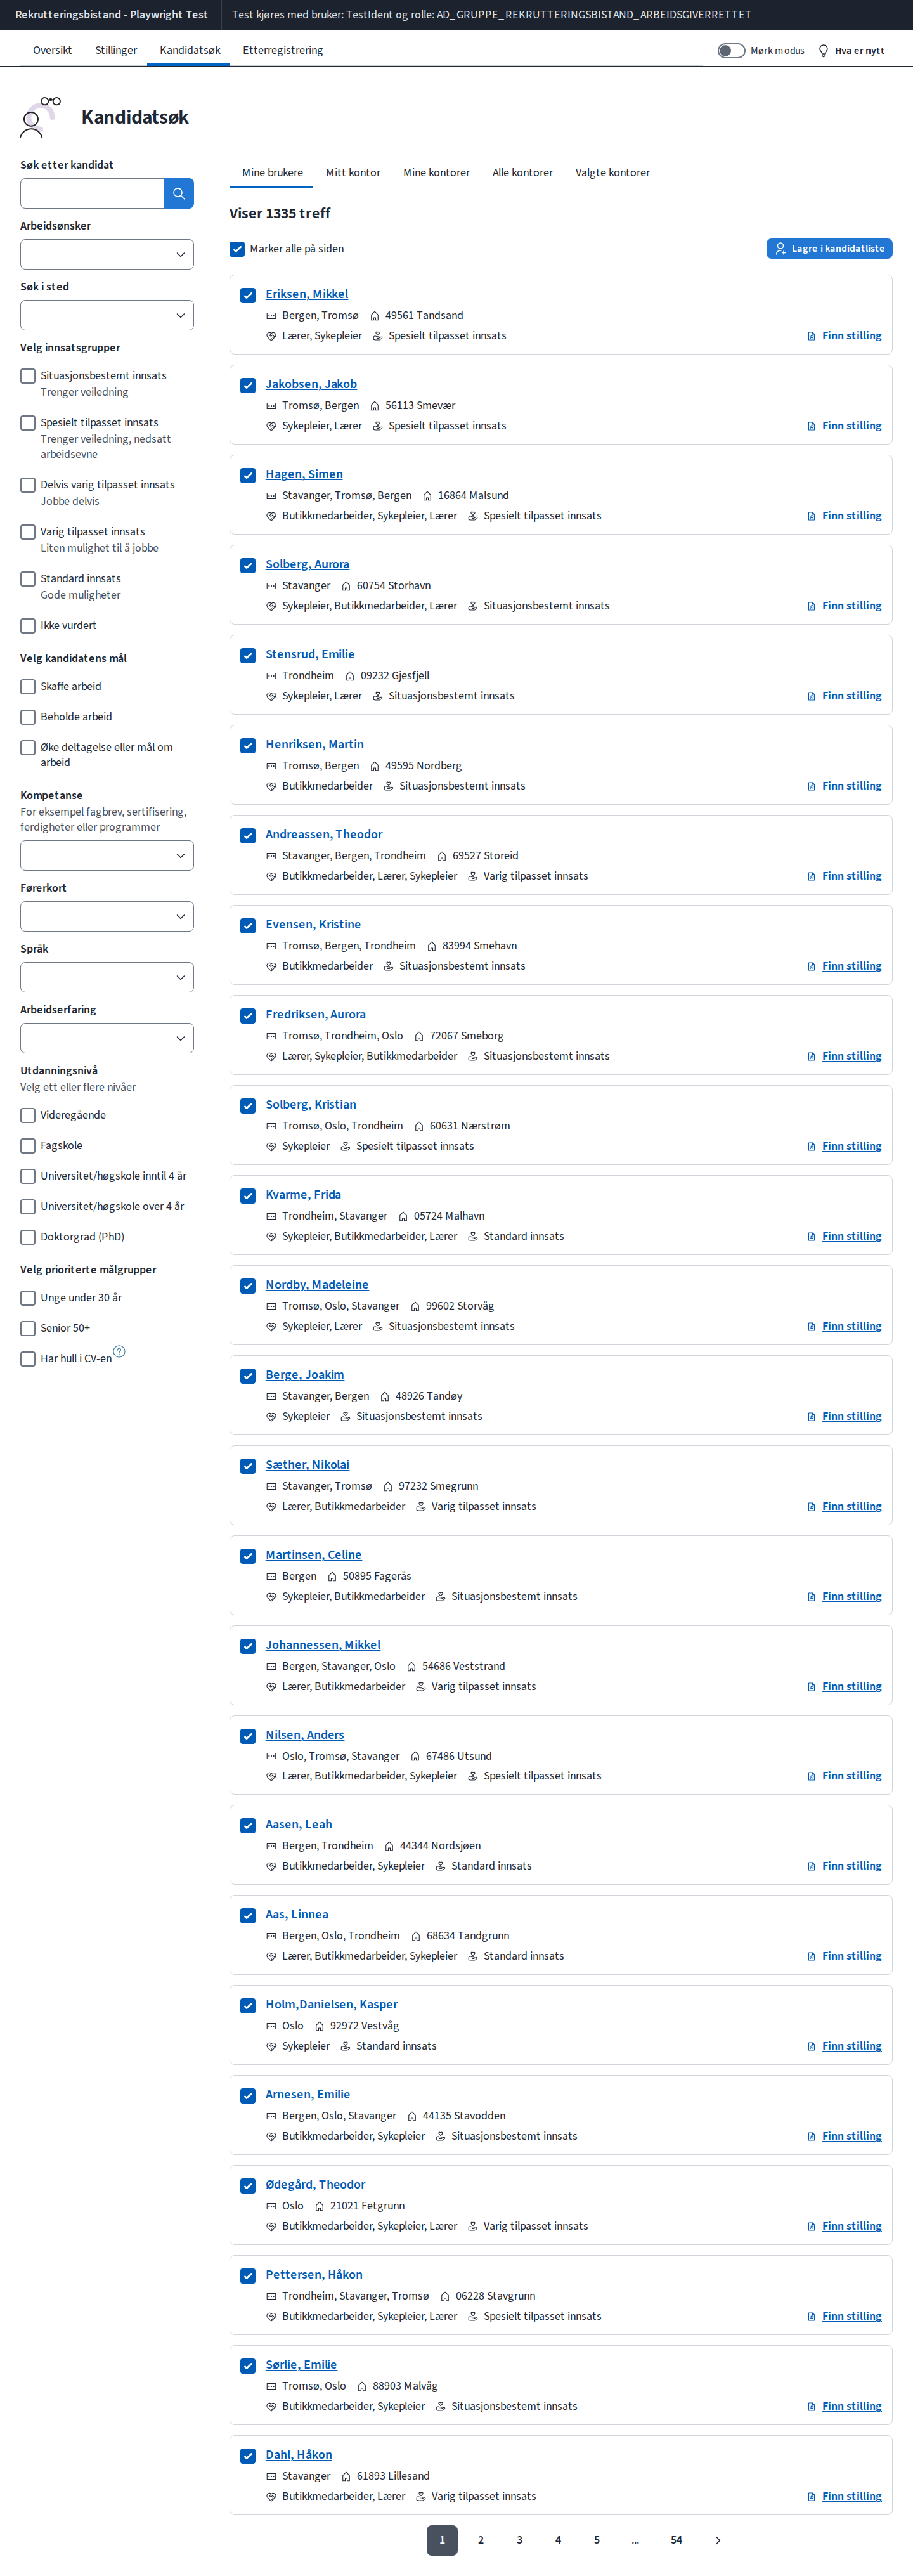 Rekrutteringsbistand - Playwright Test
Test kjøres med bruker: TestIdent og rolle: AD_GRUPPE_REKRUTTERINGSBISTAND_ARBEIDSGIVERRETTET
Oversikt
Stillinger
Kandidatsøk
Etterregistrering
Mørk modus
Hva er nytt
Kandidatsøk
Søk etter kandidat
Arbeidsønsker
Søk i sted
Velg innsatsgrupper
Situasjonsbestemt innsats
Trenger veiledning
Spesielt tilpasset innsats
Trenger veiledning, nedsatt
arbeidsevne
Delvis varig tilpasset innsats
Jobbe delvis
Varig tilpasset innsats
Liten mulighet til å jobbe
Standard innsats
Gode muligheter
Ikke vurdert
Velg kandidatens mål
Skaffe arbeid
Beholde arbeid
Øke deltagelse eller mål om
arbeid
Kompetanse
For eksempel fagbrev, sertifisering,
ferdigheter eller programmer
Førerkort
Språk
Arbeidserfaring
Utdanningsnivå
Velg ett eller flere nivåer
Videregående
Fagskole
Universitet/høgskole inntil 4 år
Universitet/høgskole over 4 år
Doktorgrad (PhD)
Velg prioriterte målgrupper
Unge under 30 år
Senior 50+
Har hull i CV-en
Mine brukere
Mitt kontor
Mine kontorer
Alle kontorer
Valgte kontorer
Viser 1335 treff
Marker alle på siden
Lagre i kandidatliste
Eriksen, Mikkel
Bergen, Tromsø 49561 Tandsand
Lærer, Sykepleier Spesielt tilpasset innsats Finn stilling
Jakobsen, Jakob
Tromsø, Bergen 56113 Smevær
Sykepleier, Lærer Spesielt tilpasset innsats Finn stilling
Hagen, Simen
Stavanger, Tromsø, Bergen 16864 Malsund
Butikkmedarbeider, Sykepleier, Lærer Spesielt tilpasset innsats Finn stilling
Solberg, Aurora
Stavanger 60754 Storhavn
Sykepleier, Butikkmedarbeider, Lærer Situasjonsbestemt innsats Finn stilling
Stensrud, Emilie
Trondheim 09232 Gjesfjell
Sykepleier, Lærer Situasjonsbestemt innsats Finn stilling
Henriksen, Martin
Tromsø, Bergen 49595 Nordberg
Butikkmedarbeider Situasjonsbestemt innsats Finn stilling
Andreassen, Theodor
Stavanger, Bergen, Trondheim 69527 Storeid
Butikkmedarbeider, Lærer, Sykepleier Varig tilpasset innsats Finn stilling
Evensen, Kristine
Tromsø, Bergen, Trondheim 83994 Smehavn
Butikkmedarbeider Situasjonsbestemt innsats Finn stilling
Fredriksen, Aurora
Tromsø, Trondheim, Oslo 72067 Smeborg
Lærer, Sykepleier, Butikkmedarbeider Situasjonsbestemt innsats Finn stilling
Solberg, Kristian
Tromsø, Oslo, Trondheim 60631 Nærstrøm
Sykepleier Spesielt tilpasset innsats Finn stilling
Kvarme, Frida
Trondheim, Stavanger 05724 Malhavn
Sykepleier, Butikkmedarbeider, Lærer Standard innsats Finn stilling
Nordby, Madeleine
Tromsø, Oslo, Stavanger 99602 Storvåg
Sykepleier, Lærer Situasjonsbestemt innsats Finn stilling
Berge, Joakim
Stavanger, Bergen 48926 Tandøy
Sykepleier Situasjonsbestemt innsats Finn stilling
Sæther, Nikolai
Stavanger, Tromsø 97232 Smegrunn
Lærer, Butikkmedarbeider Varig tilpasset innsats Finn stilling
Martinsen, Celine
Bergen 50895 Fagerås
Sykepleier, Butikkmedarbeider Situasjonsbestemt innsats Finn stilling
Johannessen, Mikkel
Bergen, Stavanger, Oslo 54686 Veststrand
Lærer, Butikkmedarbeider Varig tilpasset innsats Finn stilling
Nilsen, Anders
Oslo, Tromsø, Stavanger 67486 Utsund
Lærer, Butikkmedarbeider, Sykepleier Spesielt tilpasset innsats Finn stilling
Aasen, Leah
Bergen, Trondheim 44344 Nordsjøen
Butikkmedarbeider, Sykepleier Standard innsats Finn stilling
Aas, Linnea
Bergen, Oslo, Trondheim 68634 Tandgrunn
Lærer, Butikkmedarbeider, Sykepleier Standard innsats Finn stilling
Holm,Danielsen, Kasper
Oslo 92972 Vestvåg
Sykepleier Standard innsats Finn stilling
Arnesen, Emilie
Bergen, Oslo, Stavanger 44135 Stavodden
Butikkmedarbeider, Sykepleier Situasjonsbestemt innsats Finn stilling
Ødegård, Theodor
Oslo 21021 Fetgrunn
Butikkmedarbeider, Sykepleier, Lærer Varig tilpasset innsats Finn stilling
Pettersen, Håkon
Trondheim, Stavanger, Tromsø 06228 Stavgrunn
Butikkmedarbeider, Sykepleier, Lærer Spesielt tilpasset innsats Finn stilling
Sørlie, Emilie
Tromsø, Oslo 88903 Malvåg
Butikkmedarbeider, Sykepleier Situasjonsbestemt innsats Finn stilling
Dahl, Håkon
Stavanger 61893 Lillesand
Butikkmedarbeider, Lærer Varig tilpasset innsats Finn stilling
1 2 3 4 5 ... 54